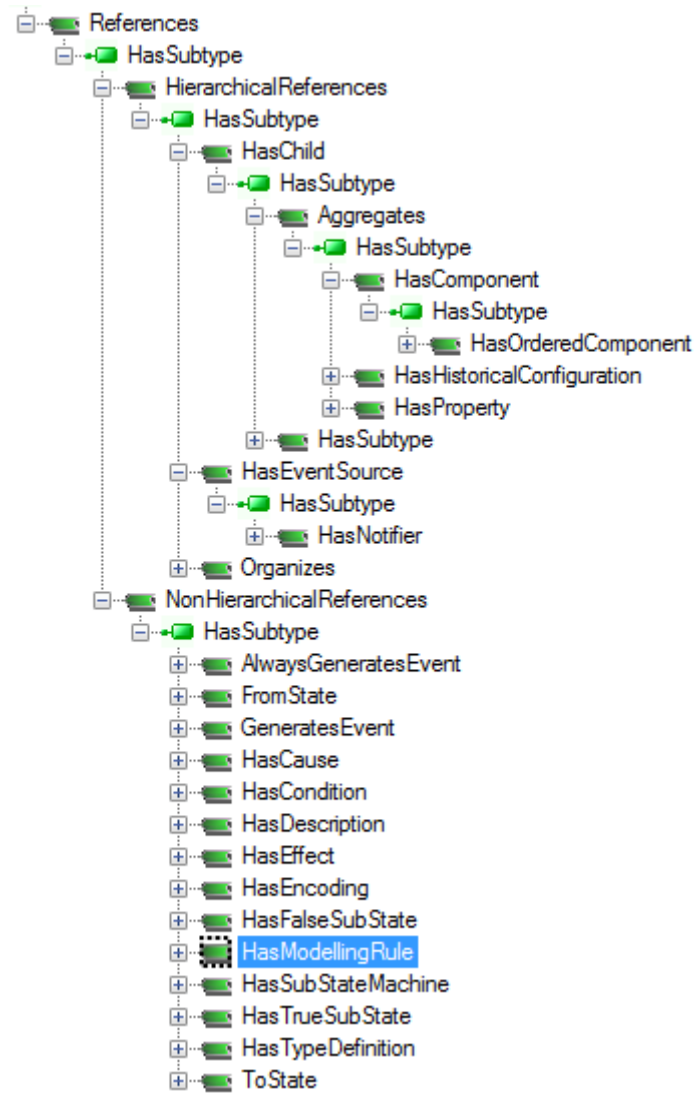 References
HasSubtype
HierarchicalReferences
HasSubtype
HasChild
HasSubtype
Aggregates
HasSubtype
HasComponent
HasSubtype
HasOrderedComponent
HasHistoricalConfiguration
HasProperty
HasSubtype
HasEventSource
HasSubtype
HasNotifier
Organizes
NonHierarchicalReferences
HasSubtype
AlwaysGeneratesEvent
FromState
GeneratesEvent
HasCause
HasCondition
HasDescription
HasEffect
HasEncoding
HasFalseSubState
HasModellingRule
HasSubStateMachine
HasTrueSubState
HasTypeDefinition
ToState